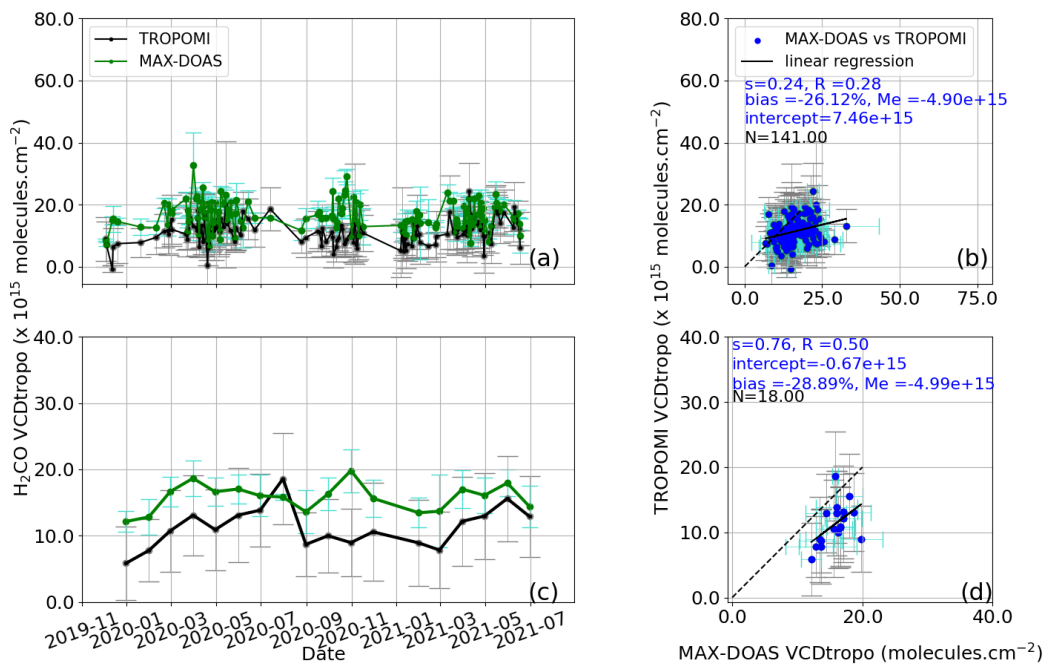 80.0
60.0
40.0
20.0
0.0
TROPOMI
MAX-DOAS
(a)
80.0
60.0
40.0
20.0
0.0
MAX-DOAS vs TROPOMI
linear regression
s=0.24, R =0.28
bias =-26.12%, Me =-4.90e+15
intercept=7.46e+15
N=141.00
(b)
0.0 25.0 50.0 75.0
H₂CO VCDtropo (x 10¹⁵ molecules.cm⁻²)
TROPOMI VCDtropo (x 10¹⁵ molecules.cm⁻²)
40.0
30.0
20.0
10.0
0.0
(c)
2019-11 2020-01 2020-03 2020-05 2020-07 2020-09 2020-11 2021-01 2021-03 2021-05 2021-07
Date
40.0
30.0
20.0
10.0
0.0
s=0.76, R =0.50
intercept=-0.67e+15
bias =-28.89%, Me =-4.99e+15
N=18.00
(d)
0.0 20.0 40.0
MAX-DOAS VCDtropo (molecules.cm⁻²)